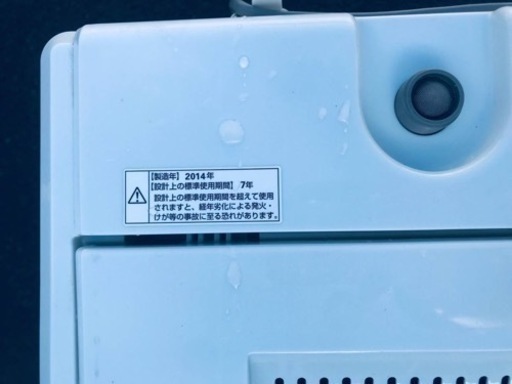 【製造年】2014年
【設計上の標準使用期間】7年
設計上の標準使用期間を超えて使用
されますと、経年劣化による発火・
けが等の事故に至る恐れがあります。